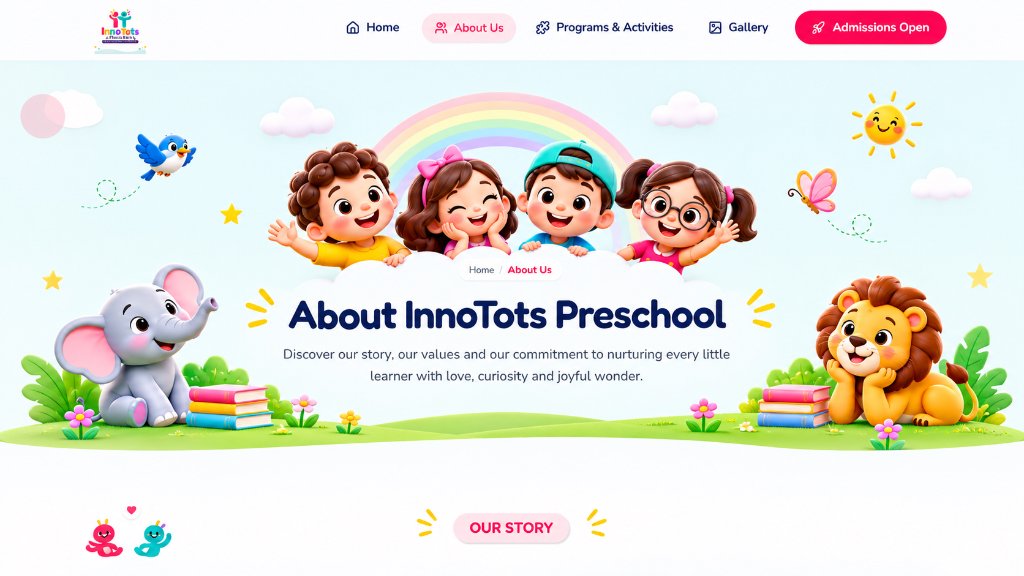 InnoTots
Home
About Us
Programs & Activities
Gallery
Admissions Open
Home / About Us
About InnoTots Preschool
Discover our story, our values and our commitment to nurturing every little
learner with love, curiosity and joyful wonder.
OUR STORY